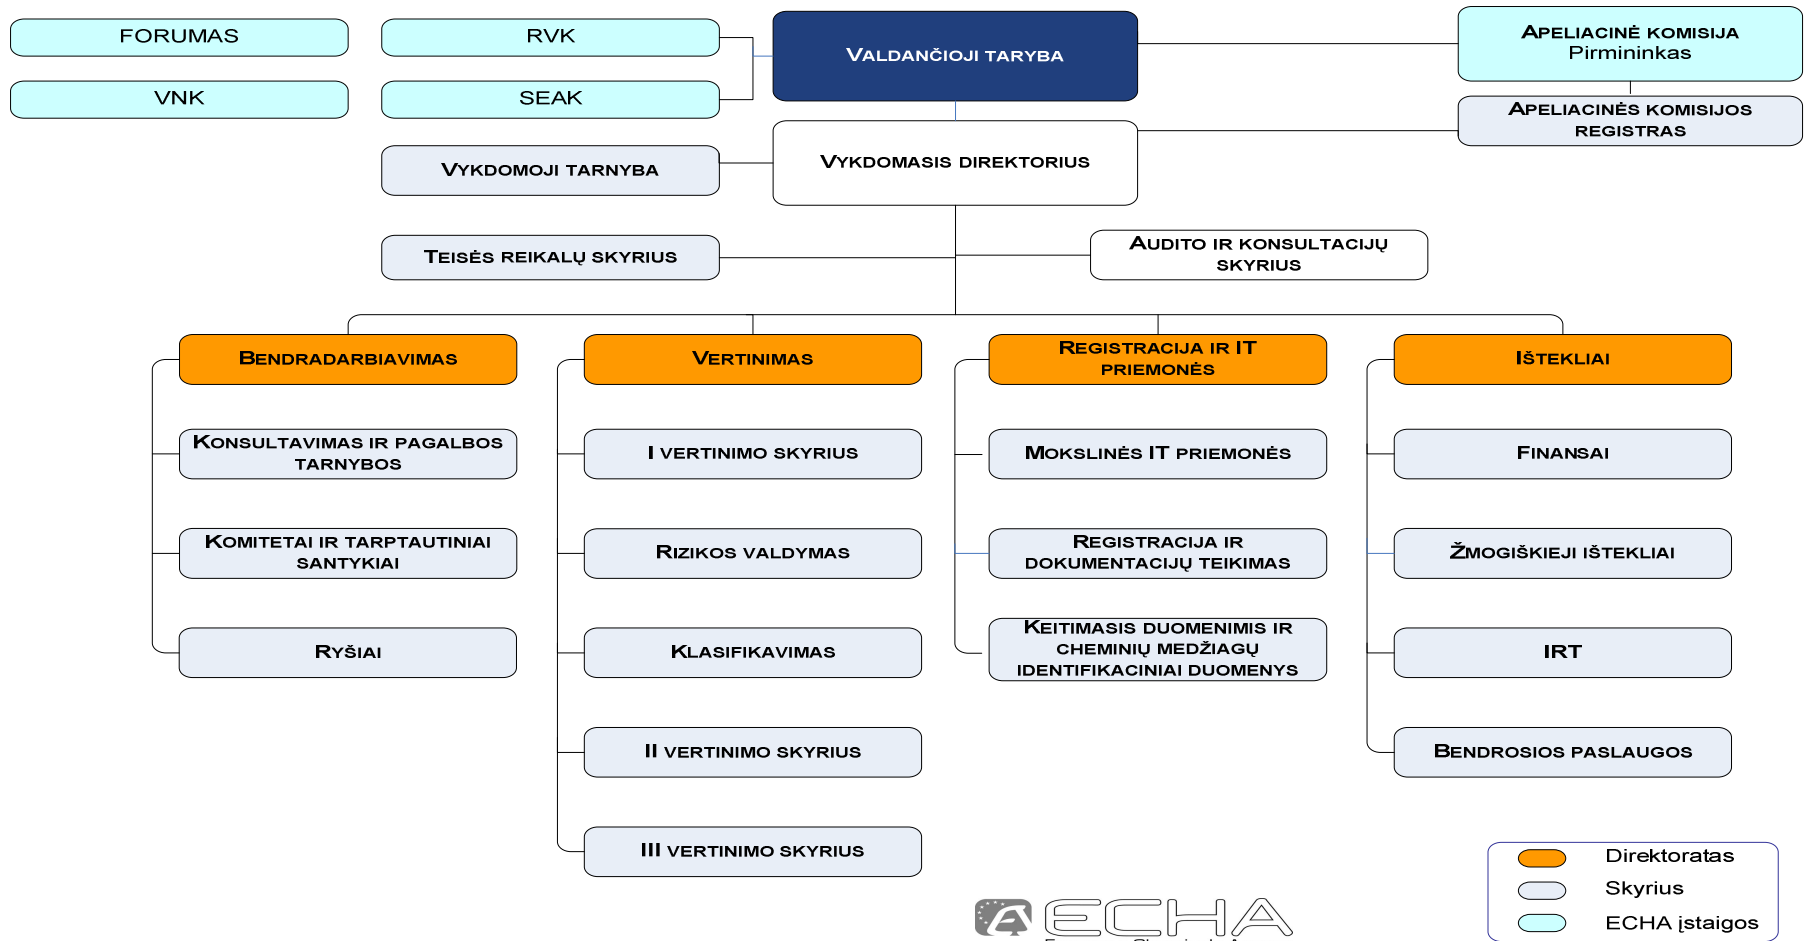 FORUMAS
RVK
VALDANČIOJI TARYBA
APELIACINĖ KOMISIJA
Pirmininkas
VNK
SEAK
APELIACINĖS KOMISIJOS
REGISTRAS
VYKDOMOJI TARNYBA
VYKDOMASIS DIREKTORIUS
TEISĖS REIKALŲ SKYRIUS
AUDITO IR KONSULTACIJŲ
SKYRIUS
BENDRADARBIAVIMAS
VERTINIMAS
REGISTRACIJA IR IT
PRIEMONĖS
IŠTEKLIAI
KONSULTAVIMAS IR PAGALBOS
TARNYBOS
I VERTINIMO SKYRIUS
MOKSLINĖS IT PRIEMONĖS
FINANSAI
KOMITETAI IR TARPTAUTINIAI
SANTYKIAI
RIZIKOS VALDYMAS
REGISTRACIJA IR
DOKUMENTACIJŲ TEIKIMAS
ŽMOGIŠKIEJI IŠTEKLIAI
RYŠIAI
KLASIFIKAVIMAS
KEITIMASIS DUOMENIMIS IR
CHEMINIŲ MEDŽIAGŲ
IDENTIFIKACINIAI DUOMENYS
IRT
II VERTINIMO SKYRIUS
BENDROSIOS PASLAUGOS
III VERTINIMO SKYRIUS
Direktoratas
Skyrius
ECHA įstaigos
ECHA